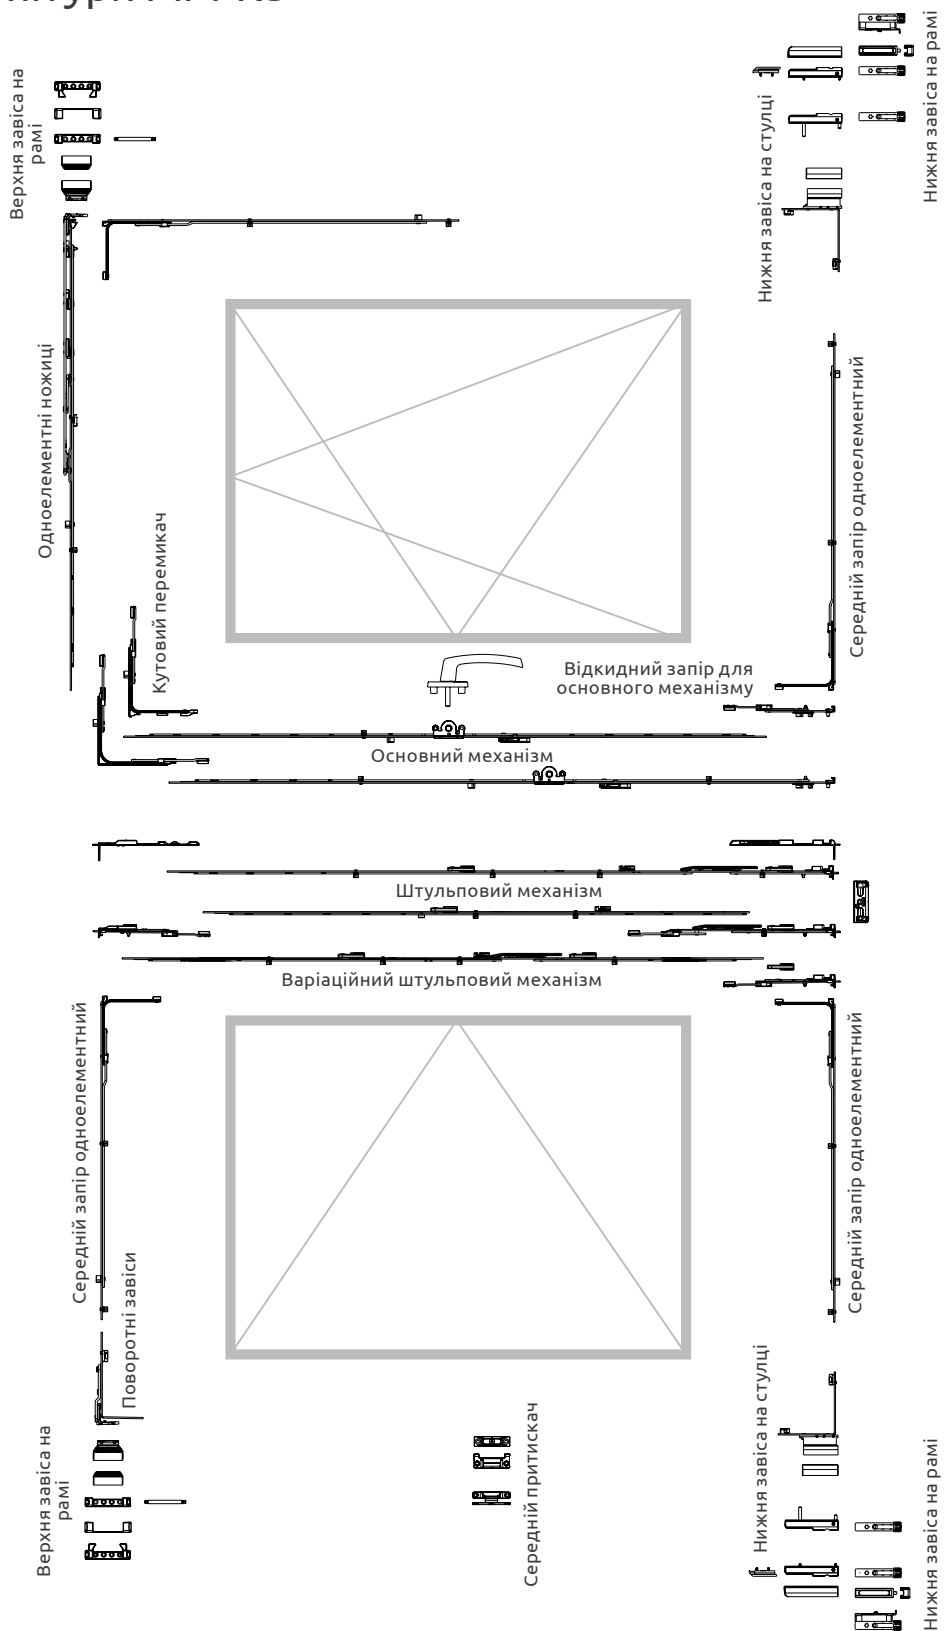 Верхня завіса на
рамі
Нижня завіса на рамі
Нижня завіса на стулці
Одноелементні ножиці
Середній запір одноелементний
Кутовий перемикач
Відкидний запір для
основного механізму
Основний механізм
Штульповий механізм
Варіаційний штульповий механізм
Середній запір одноелементний
Середній запір одноелементний
Поворотні завіси
Верхня завіса на
рамі
Середній притискач
Нижня завіса на стулці
Нижня завіса на рамі